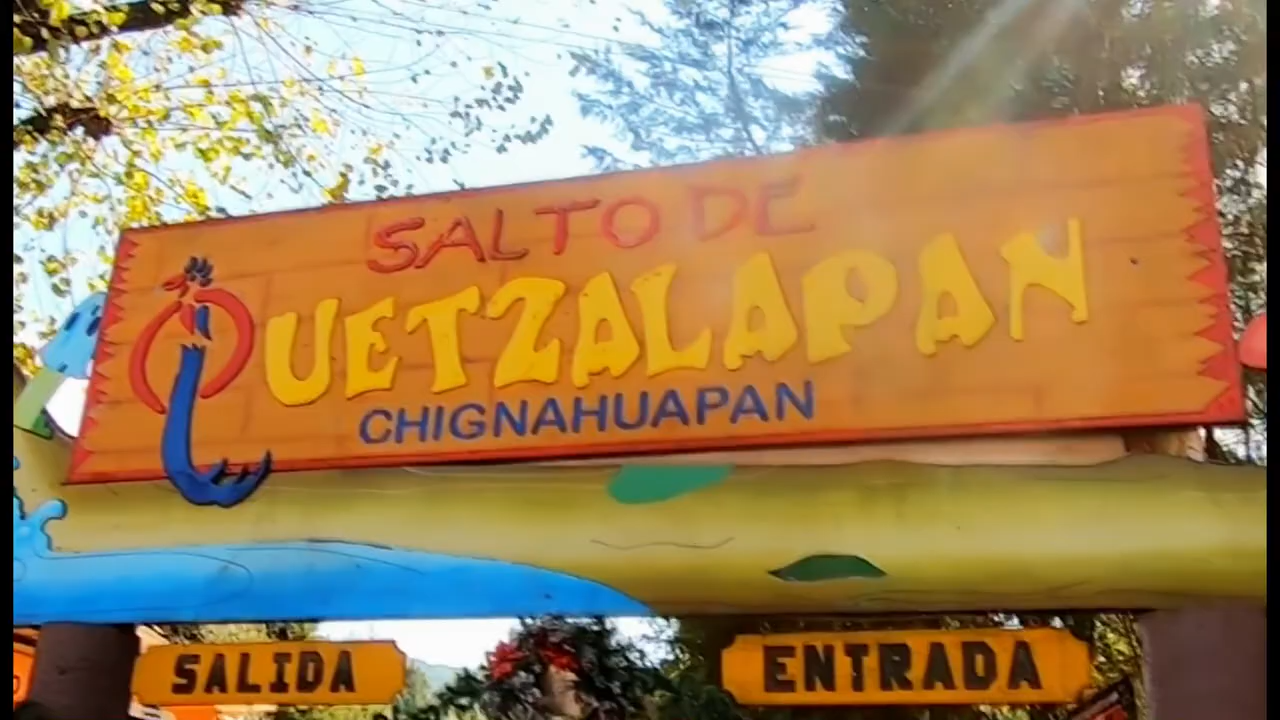 SALTO DE
QUETZALAPAN
CHIGNAHUAPAN
SALIDA
ENTRADA